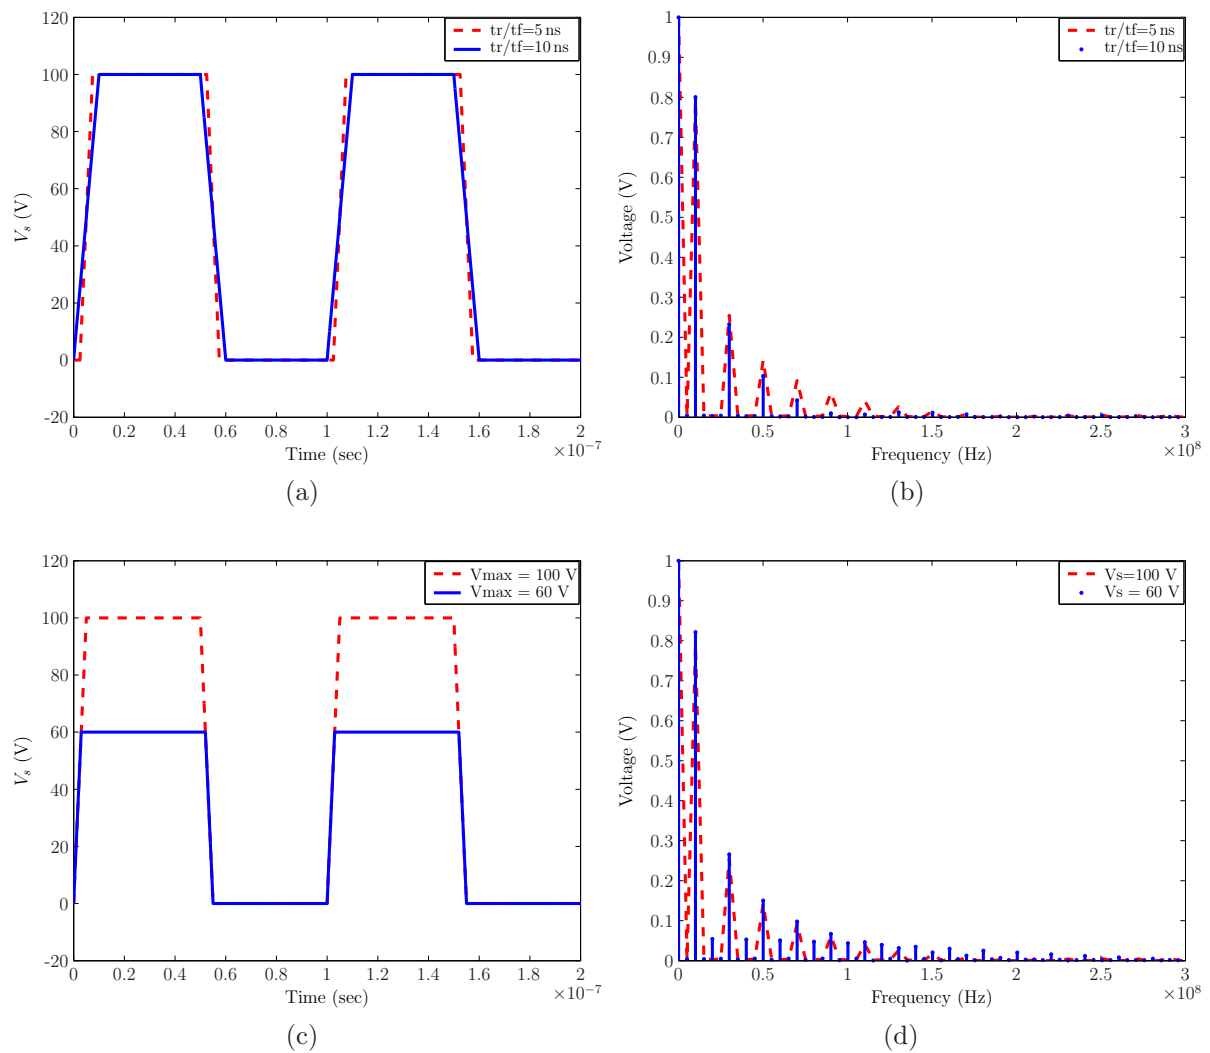 120
100
80
60
40
20
0
-20
V_s (V)
tr/tf=5 ns
tr/tf=10 ns
0 0.2 0.4 0.6 0.8 1 1.2 1.4 1.6 1.8 2
×10^-7
Time (sec)
(a)
1
0.9
0.8
0.7
0.6
0.5
0.4
0.3
0.2
0.1
0
Voltage (V)
tr/tf=5 ns
tr/tf=10 ns
0 0.5 1 1.5 2 2.5 3
×10^8
Frequency (Hz)
(b)
120
100
80
60
40
20
0
-20
V_s (V)
Vmax = 100 V
Vmax = 60 V
0 0.2 0.4 0.6 0.8 1 1.2 1.4 1.6 1.8 2
×10^-7
Time (sec)
(c)
1
0.9
0.8
0.7
0.6
0.5
0.4
0.3
0.2
0.1
0
Voltage (V)
Vs=100 V
Vs = 60 V
0 0.5 1 1.5 2 2.5 3
×10^8
Frequency (Hz)
(d)